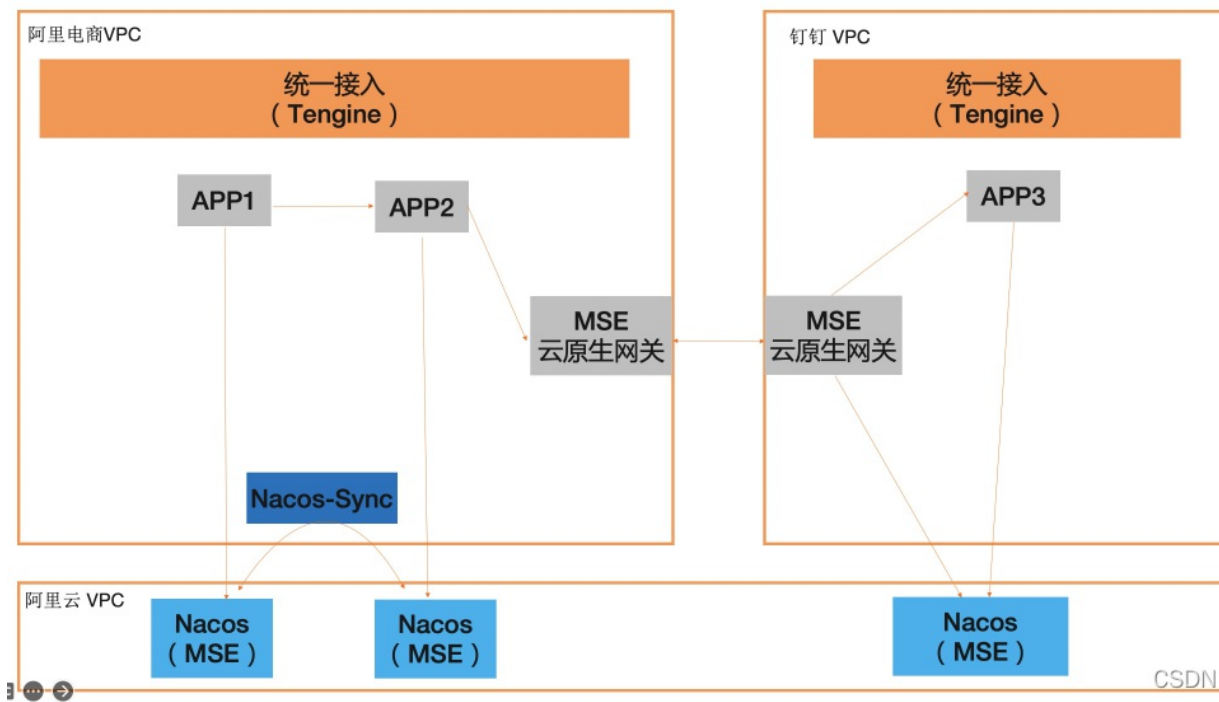 阿里电商VPC
钉钉 VPC
统一接入
（Tengine）
统一接入
（Tengine）
APP1
APP2
APP3
MSE
云原生网关
MSE
云原生网关
Nacos-Sync
阿里云 VPC
Nacos
（MSE）
Nacos
（MSE）
Nacos
（MSE）
CSDN